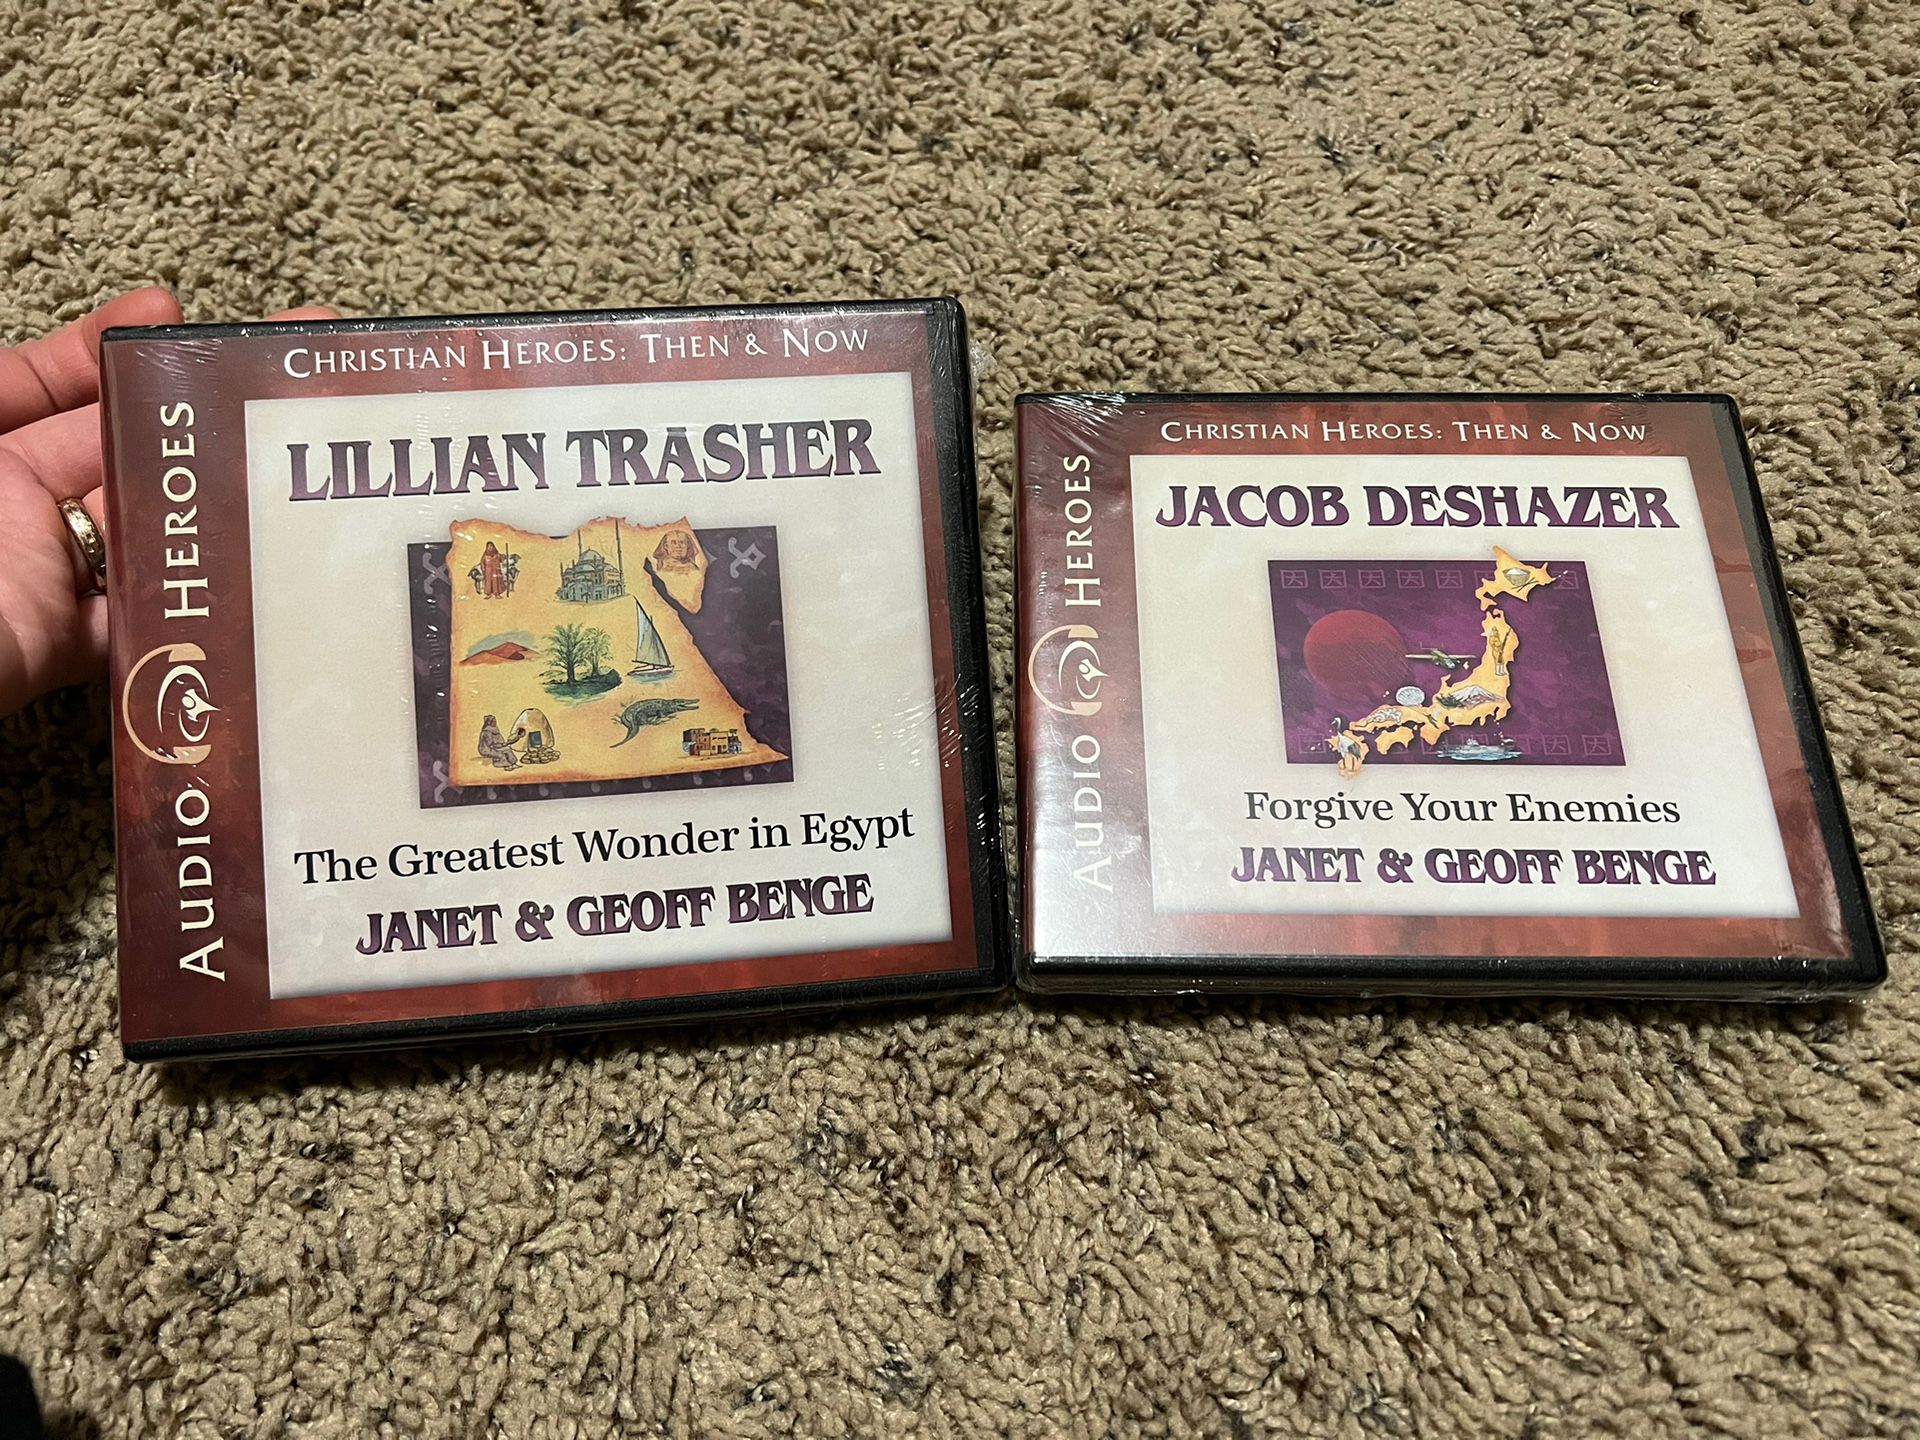 CHRISTIAN HEROES: THEN & NOW
AUDIO HEROES
LILLIAN TRASHER
The Greatest Wonder in Egypt
JANET & GEOFF BENGE
CHRISTIAN HEROES: THEN & NOW
AUDIO HEROES
JACOB DESHAZER
Forgive Your Enemies
JANET & GEOFF BENGE